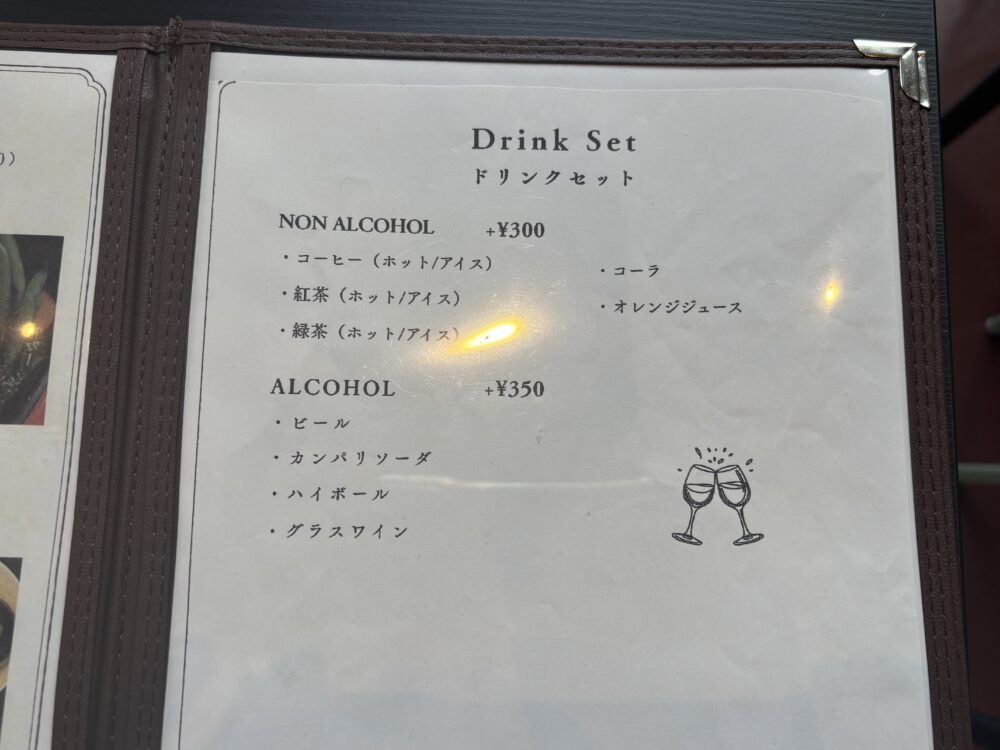 り)
Drink Set
ドリンクセット
NON ALCOHOL +¥300
・コーヒー（ホット/アイス）
・紅茶（ホット/アイス）
・緑茶（ホット/アイス）
・コーラ
・オレンジジュース
ALCOHOL +¥350
・ビール
・カンパリソーダ
・ハイボール
・グラスワイン